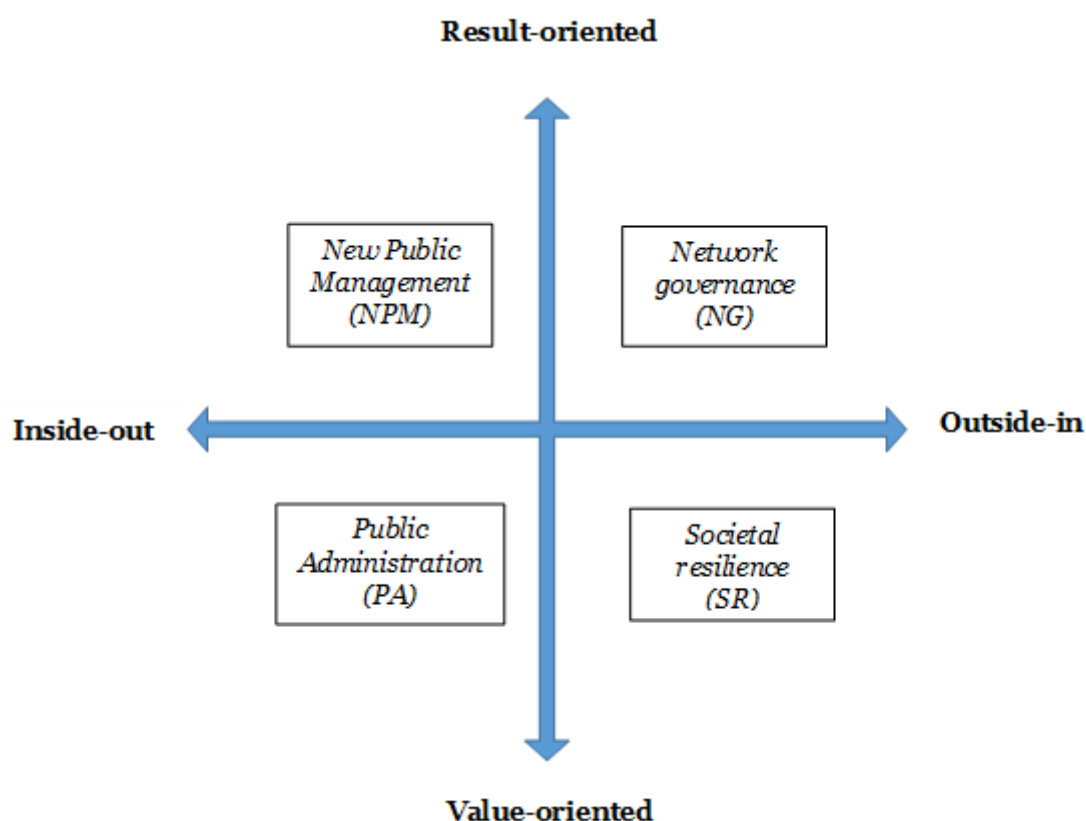 Result-oriented
New Public
Management
(NPM)
Network
governance
(NG)
Inside-out
Outside-in
Public
Administration
(PA)
Societal
resilience
(SR)
Value-oriented